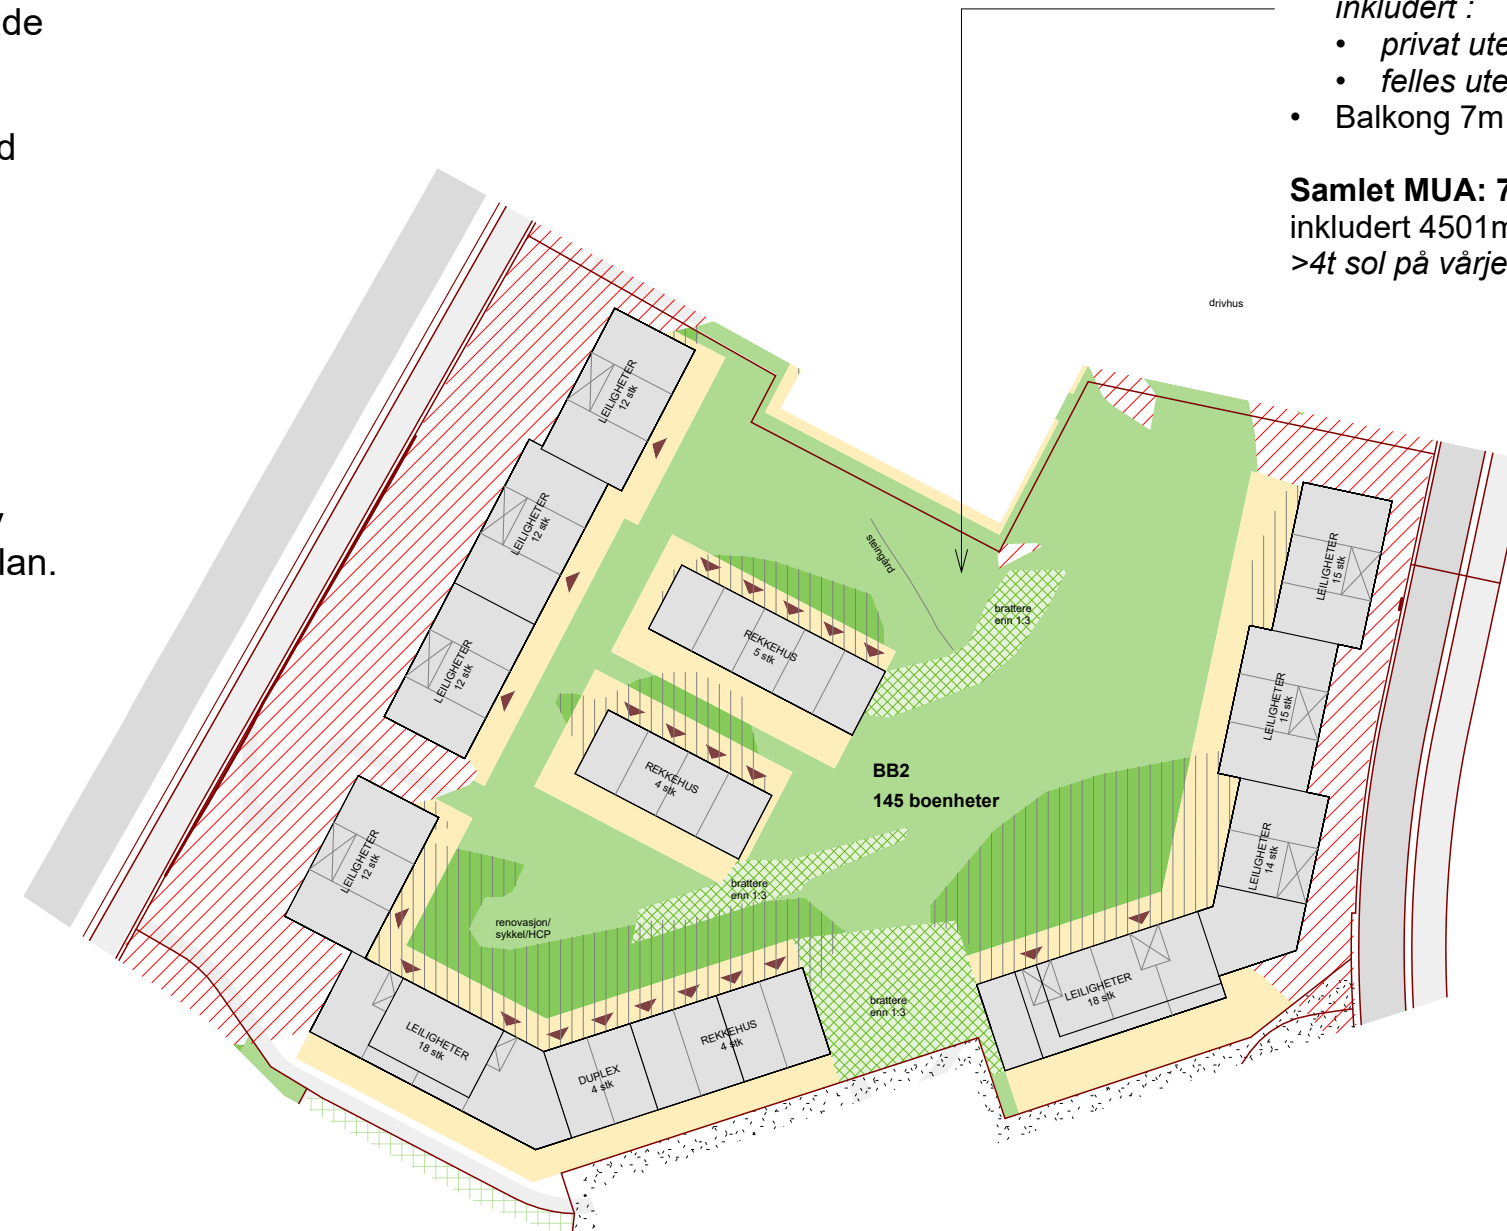 de
d
y
lan.
inkludert :
• privat ute
• felles ute
• Balkong 7m
Samlet MUA: 7
inkludert 4501m
>4t sol på vårje
drivhus
LEILIGHETER
12 stk
LEILIGHETER
12 stk
LEILIGHETER
12 stk
LEILIGHETER
12 stk
steingård
brattere
enn 1:3
REKKEHUS
5 stk
REKKEHUS
4 stk
BB2
145 boenheter
LEILIGHETER
15 stk
LEILIGHETER
15 stk
LEILIGHETER
14 stk
brattere
enn 1:3
renovasjon/
sykkel/HCP
brattere
enn 1:3
LEILIGHETER
18 stk
LEILIGHETER
18 stk
REKKEHUS
4 stk
DUPLEX
4 stk